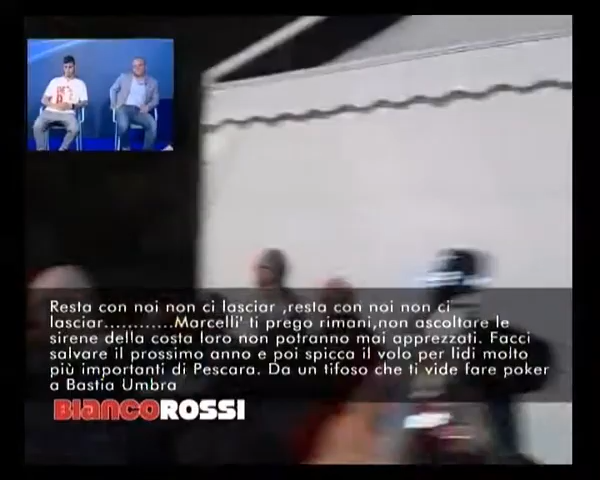 Resta con noi non ci lasciar ,resta con noi non ci
lasciar............Marcelli' ti prego rimani,non ascoltare le
sirene della costa loro non potranno mai apprezzati. Facci
salvare il prossimo anno e poi spicca il volo per lidi molto
più importanti di Pescara. Da un tifoso che ti vide fare poker
a Bastia Umbra
BIANCOROSSI